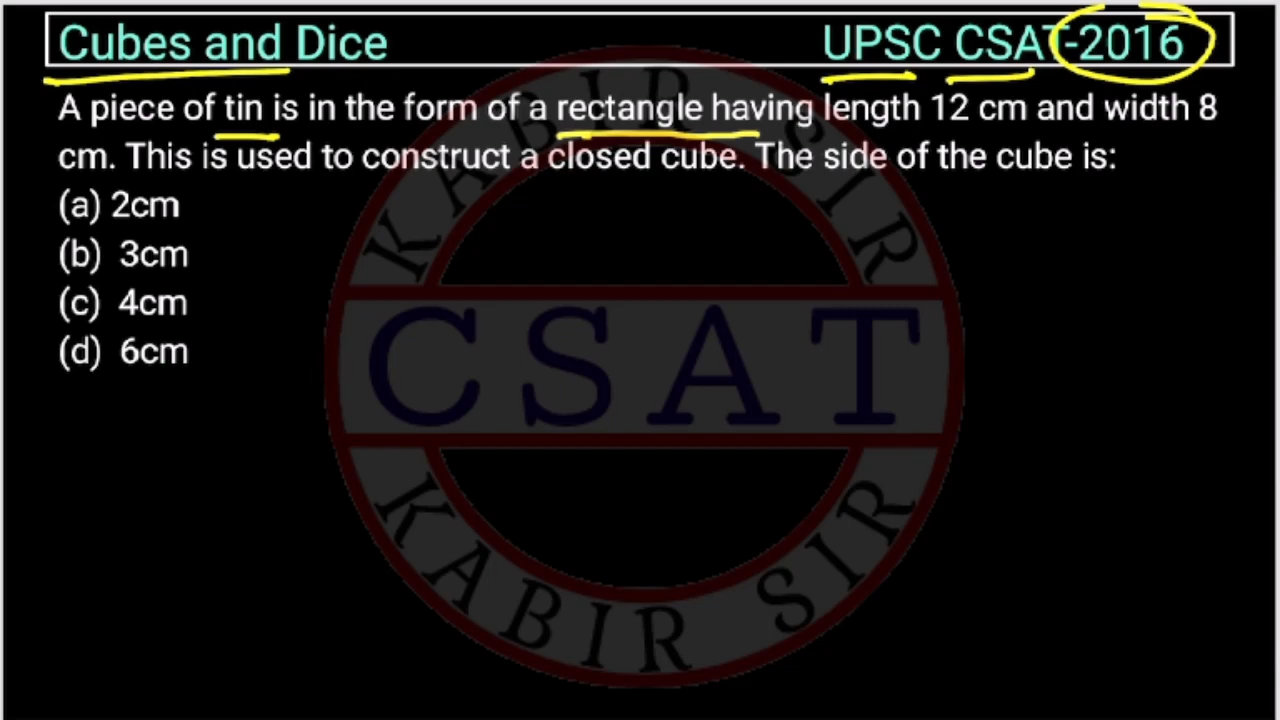 Cubes and Dice UPSC CSAT-2016
A piece of tin is in the form of a rectangle having length 12 cm and width 8
cm. This is used to construct a closed cube. The side of the cube is:
(a) 2cm
(b) 3cm
(c) 4cm
(d) 6cm
KABIR SIR
CSAT
KABIR SIR